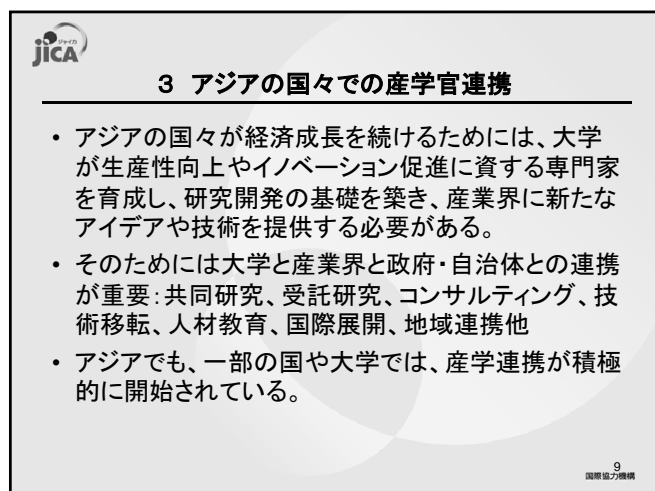 ジャイカ
jICA
３ アジアの国々での産学官連携
• アジアの国々が経済成長を続けるためには、大学
が生産性向上やイノベーション促進に資する専門家
を育成し、研究開発の基礎を築き、産業界に新たな
アイデアや技術を提供する必要がある。
• そのためには大学と産業界と政府・自治体との連携
が重要：共同研究、受託研究、コンサルティング、技
術移転、人材教育、国際展開、地域連携他
• アジアでも、一部の国や大学では、産学連携が積極
的に開始されている。
9
国際協力機構